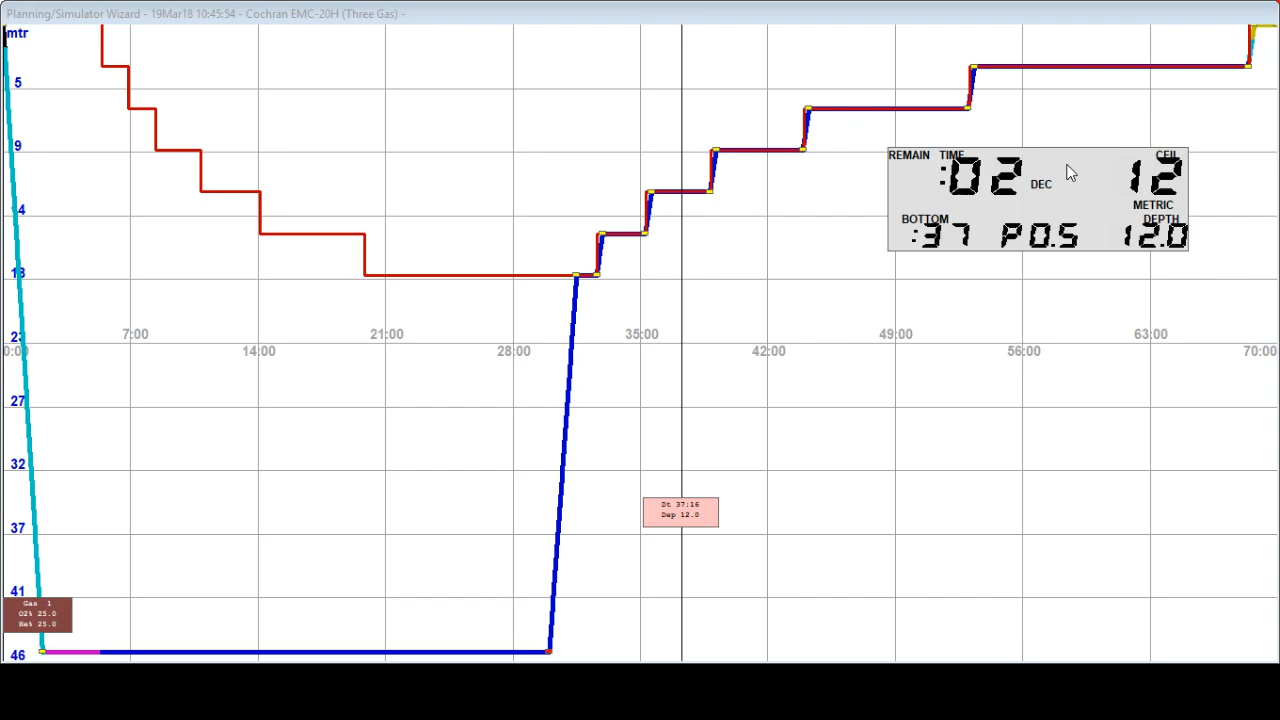 Planning/Simulator Wizard - 19Mar18 10:45:54 - Cochran EMC-20H (Three Gas) -
mtr
5
9
REMAIN TIME CEIL
:02 DEC 12
METRIC
4
BOTTOM DEPTH
:37 P0.5 12.0
18
7:00 21:00 35:00 49:00 63:00
23
0:00 14:00 28:00 42:00 56:00 70:00
27
32
Dt 37:16
Dep 12.0
37
41
Gas 1
O2% 25.0
He% 25.0
46